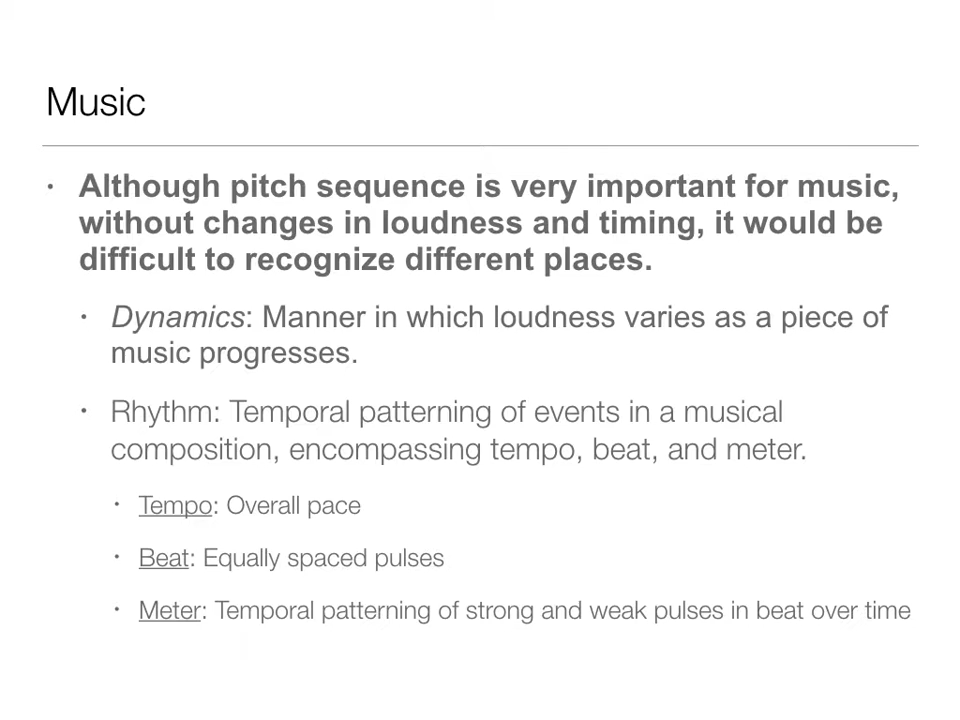 Music
• Although pitch sequence is very important for music,
without changes in loudness and timing, it would be
difficult to recognize different places.
• Dynamics: Manner in which loudness varies as a piece of
music progresses.
• Rhythm: Temporal patterning of events in a musical
composition, encompassing tempo, beat, and meter.
• Tempo: Overall pace
• Beat: Equally spaced pulses
• Meter: Temporal patterning of strong and weak pulses in beat over time